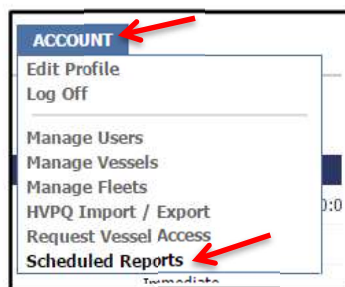 ACCOUNT
Edit Profile
Log Off
Manage Users
Manage Vessels
Manage Fleets
HVPQ Import / Export
Request Vessel Access
Scheduled Reports
Immediate